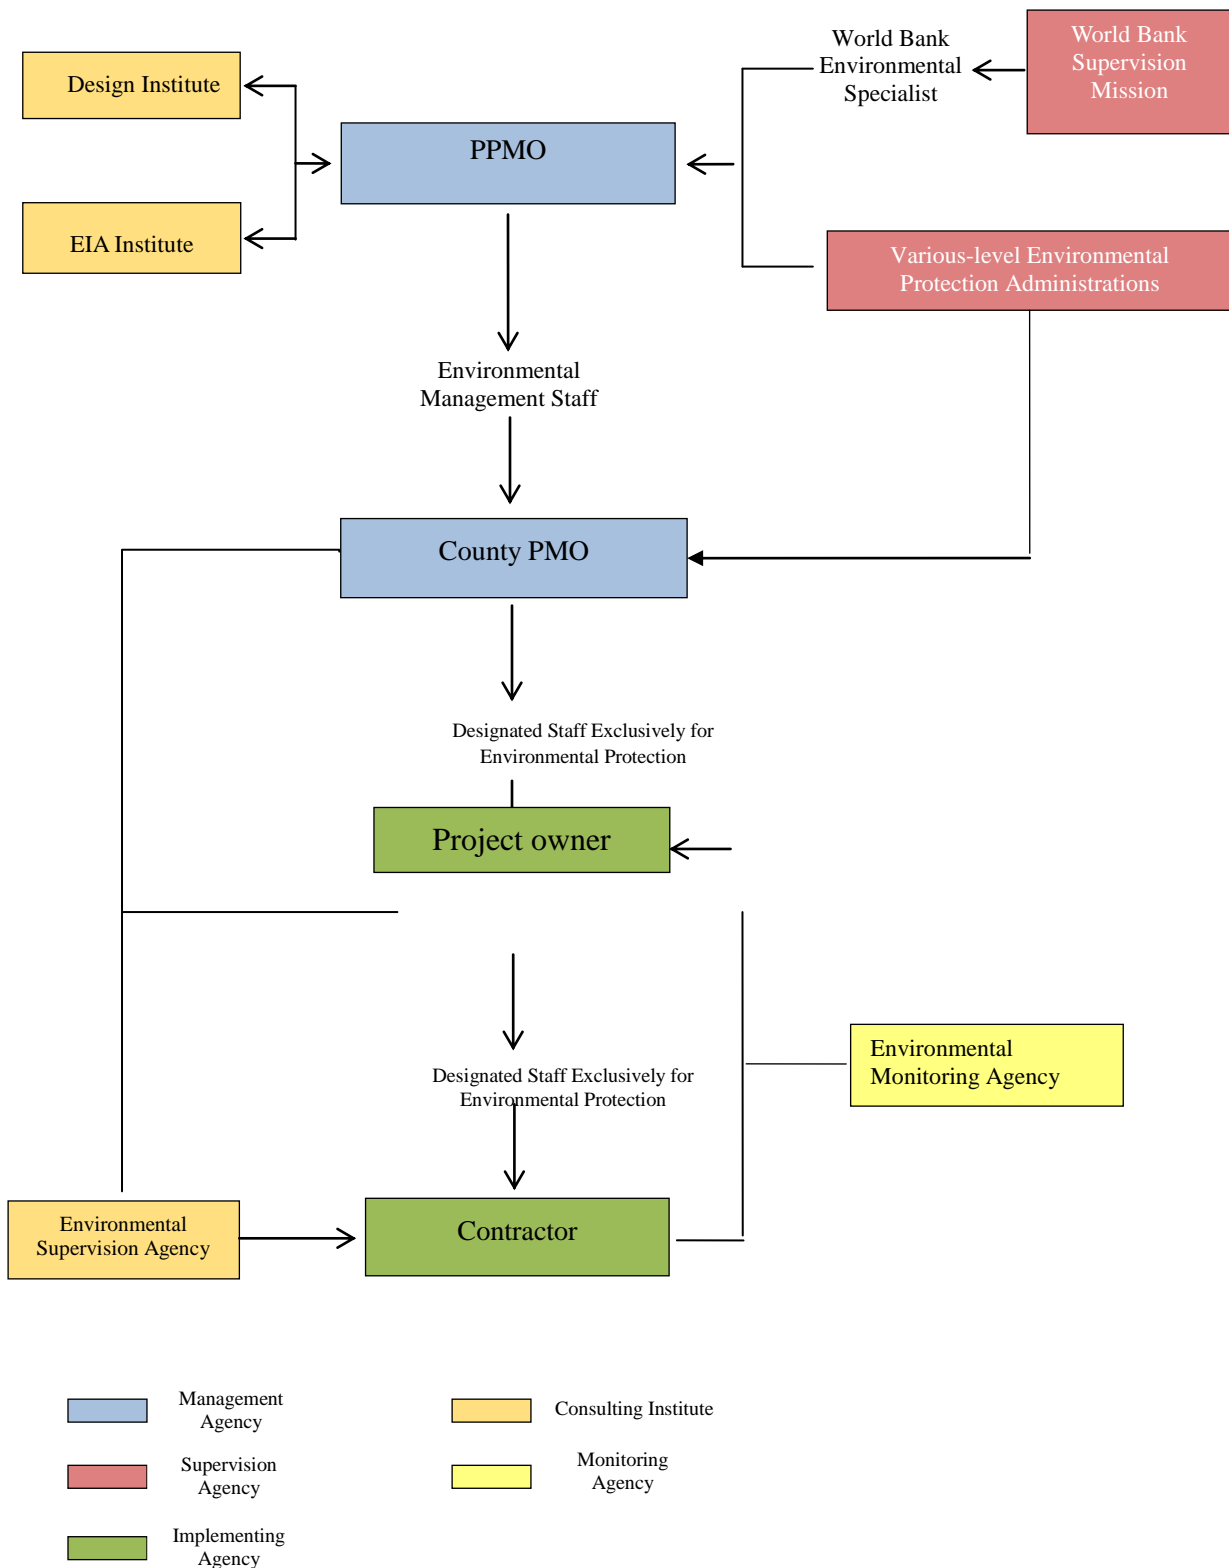 World Bank
Environmental
Specialist
World Bank
Supervision
Mission
Design Institute
PPMO
EIA Institute
Various-level Environmental
Protection Administrations
Environmental
Management Staff
County PMO
Designated Staff Exclusively for
Environmental Protection
Project owner
Environmental
Monitoring Agency
Designated Staff Exclusively for
Environmental Protection
Environmental
Supervision Agency
Contractor
Management
Agency
Consulting Institute
Supervision
Agency
Monitoring
Agency
Implementing
Agency